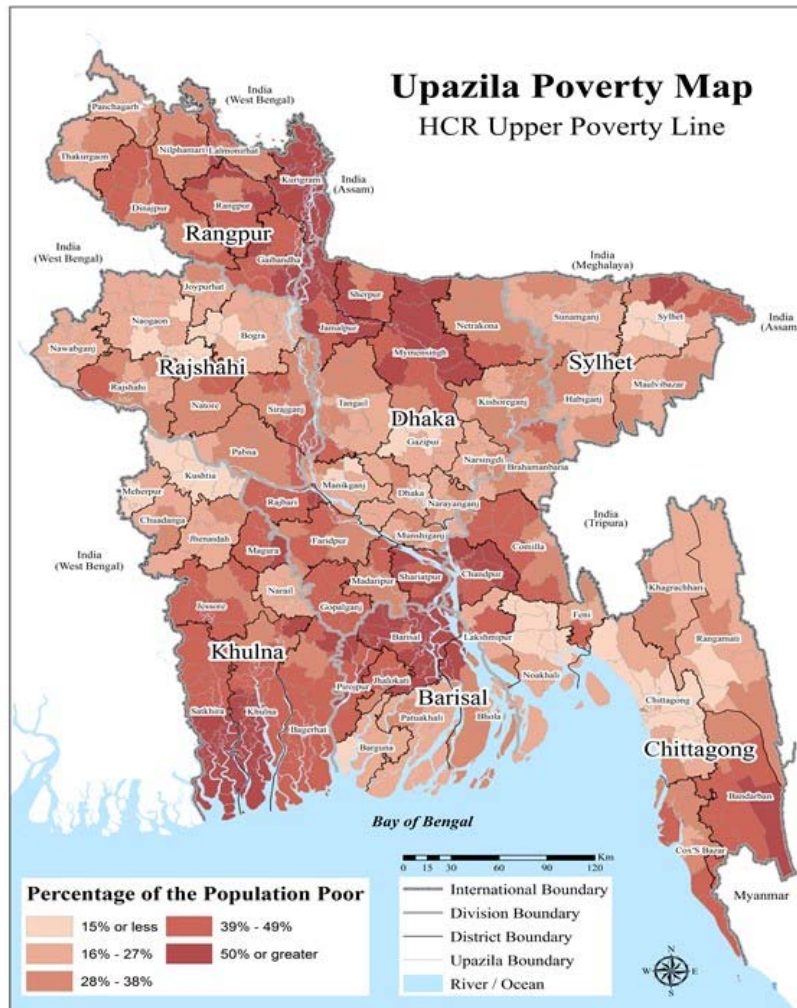 Upazila Poverty Map
HCR Upper Poverty Line
India
(West Bengal)
Panchagarh
Thakurgaon
Nilphamari
Lalmonirhat
Kurigram
India
(Assam)
Dinajpur
Rangpur
Rangpur
Gaibandha
India
(West Bengal)
India
(Meghalaya)
Joypurhat
Naogaon
Bogra
Nawabganj
Rajshahi
Rajshahi
Natore
Sirajganj
Pabna
Sherpur
Jamalpur
Mymensingh
Netrakona
Sunamganj
Sylhet
India
(Assam)
Sylhet
Maulvibazar
Habiganj
Tangail
Kishoreganj
Dhaka
Gazipur
Narsingdi
Brahamanbaria
Kushtia
Meherpur
Chuadanga
Jhenaidah
Manikganj
Dhaka
Narayanganj
Munshiganj
Rajbari
Faridpur
India
(West Bengal)
Magura
Narail
Madaripur
Shariatpur
Chandpur
Comilla
India
(Tripura)
Khagrachhari
Rangamati
Jessore
Gopalganj
Khulna
Barisal
Lakshmipur
Feni
Noakhali
Satkhira
Khulna
Bagerhat
Pirojpur
Jhalokati
Barisal
Patuakhali
Bhola
Barguna
Chittagong
Chittagong
Bandarban
Cox'S Bazar
Myanmar
Bay of Bengal
0 15 30 60 90 120
Km
Percentage of the Population Poor
15% or less
16% - 27%
28% - 38%
39% - 49%
50% or greater
International Boundary
Division Boundary
District Boundary
Upazila Boundary
River / Ocean
N
W
E
S